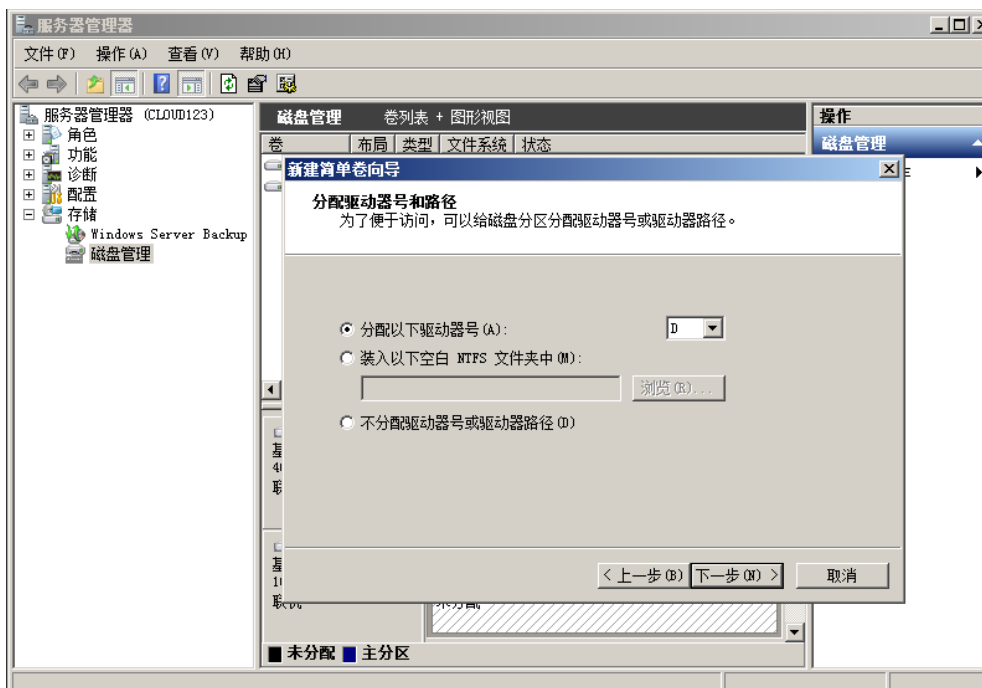 服务器管理器
文件(F) 操作(A) 查看(V) 帮助(H)
服务器管理器 (CLOUD123)
角色
功能
诊断
配置
存储
Windows Server Backup
磁盘管理
磁盘管理 卷列表 + 图形视图
卷 布局 类型 文件系统 状态
新建简单卷向导
分配驱动器号和路径
为了便于访问，可以给磁盘分区分配驱动器号或驱动器路径。
分配以下驱动器号(A): D
装入以下空白 NTFS 文件夹中(M):
浏览(R)...
不分配驱动器号或驱动器路径(D)
< 上一步(B) 下一步(N) > 取消
未分配 主分区
操作
磁盘管理